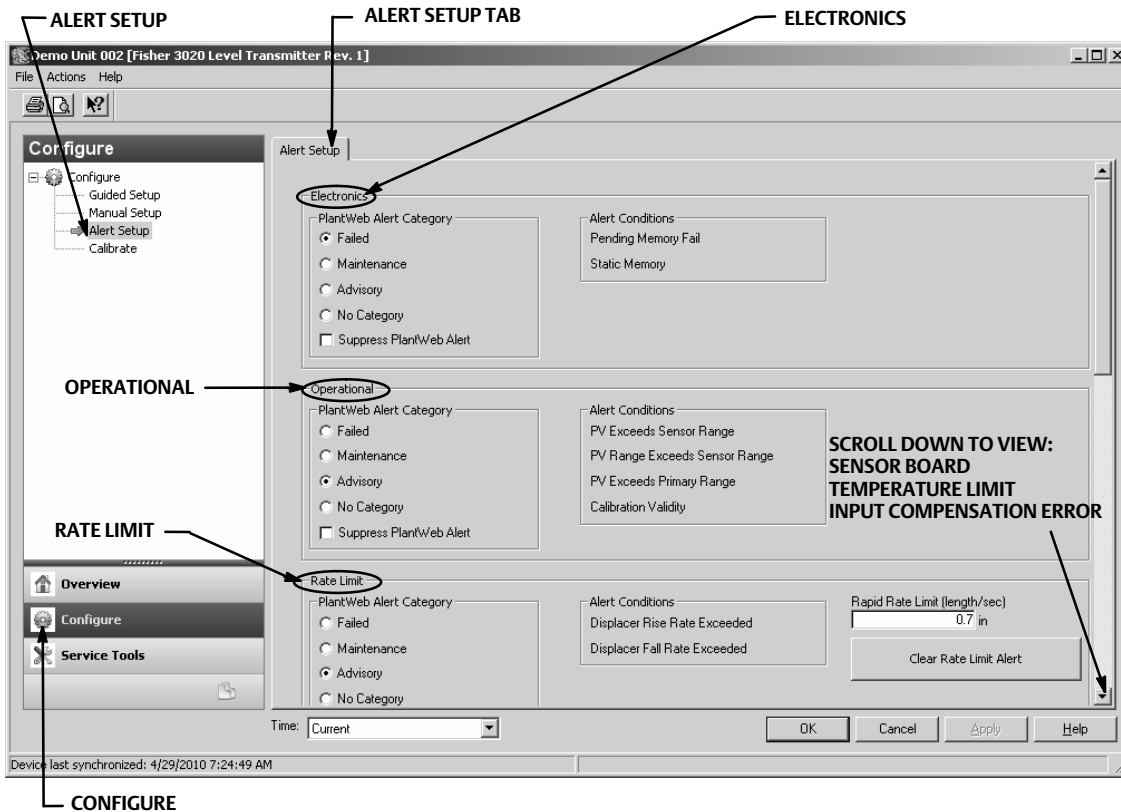 ALERT SETUP
ALERT SETUP TAB
ELECTRONICS
Demo Unit 002 [Fisher 3020 Level Transmitter Rev. 1]
File Actions Help
Configure
Alert Setup
Configure
Guided Setup
Manual Setup
Alert Setup
Calibrate
Electronics
PlantWeb Alert Category
Failed
Maintenance
Advisory
No Category
Suppress PlantWeb Alert
Alert Conditions
Pending Memory Fail
Static Memory
OPERATIONAL
Operational
PlantWeb Alert Category
Failed
Maintenance
Advisory
No Category
Suppress PlantWeb Alert
Alert Conditions
PV Exceeds Sensor Range
PV Range Exceeds Sensor Range
PV Exceeds Primary Range
Calibration Validity
SCROLL DOWN TO VIEW:
SENSOR BOARD
TEMPERATURE LIMIT
INPUT COMPENSATION ERROR
RATE LIMIT
Rate Limit
PlantWeb Alert Category
Failed
Maintenance
Advisory
No Category
Alert Conditions
Displacer Rise Rate Exceeded
Displacer Fall Rate Exceeded
Rapid Rate Limit (length/sec)
0.7 in
Clear Rate Limit Alert
Overview
Configure
Service Tools
Time: Current
OK Cancel Apply Help
Device last synchronized: 4/29/2010 7:24:49 AM
CONFIGURE